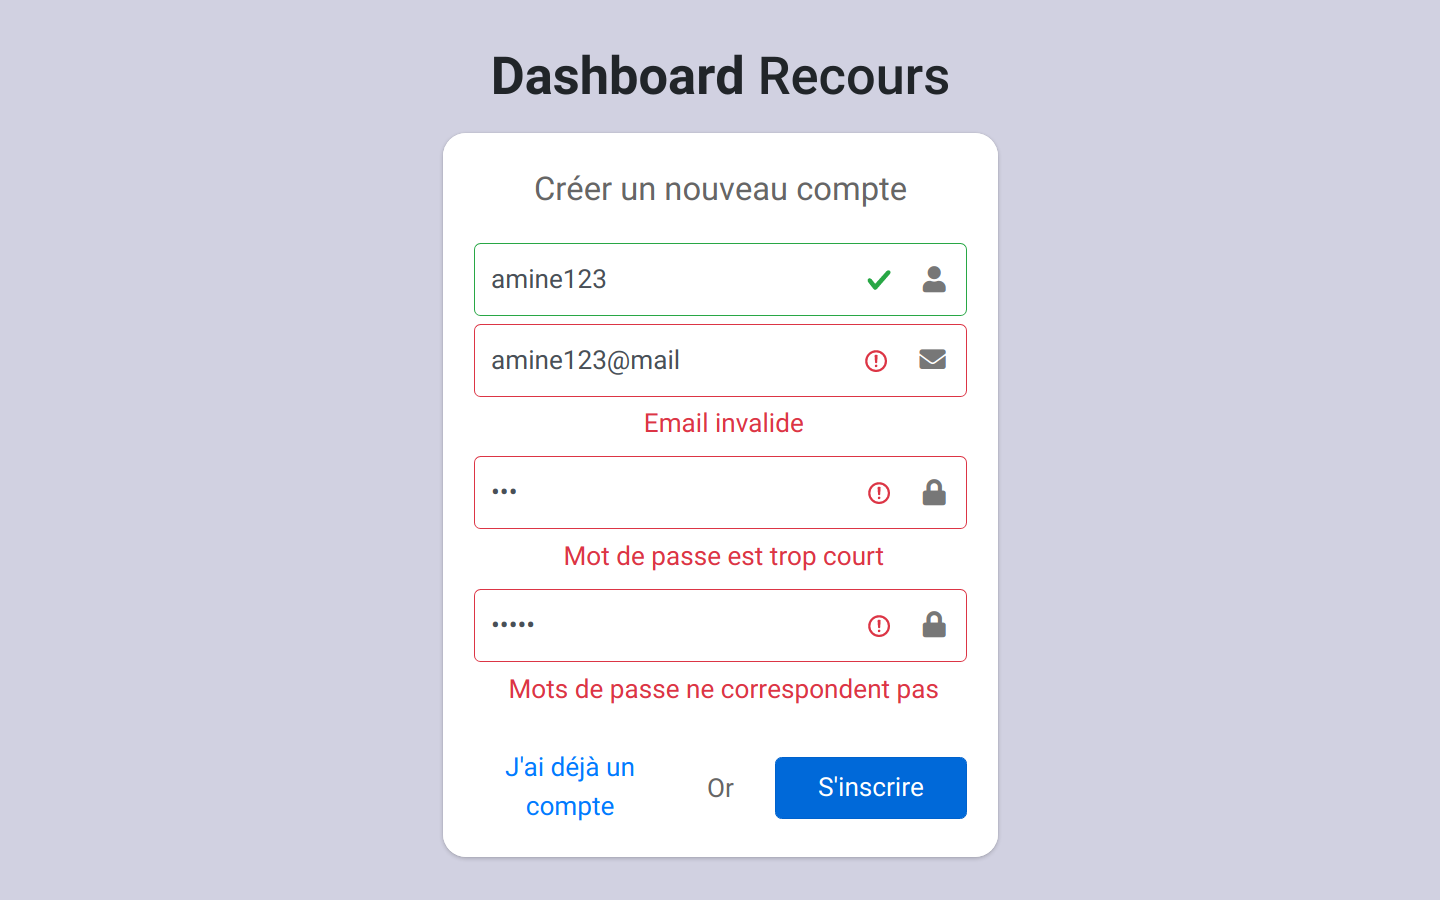 Dashboard Recours
Créer un nouveau compte
amine123
amine123@mail
Email invalide
•••
Mot de passe est trop court
•••••
Mots de passe ne correspondent pas
J'ai déjà un
compte
Or
S'inscrire